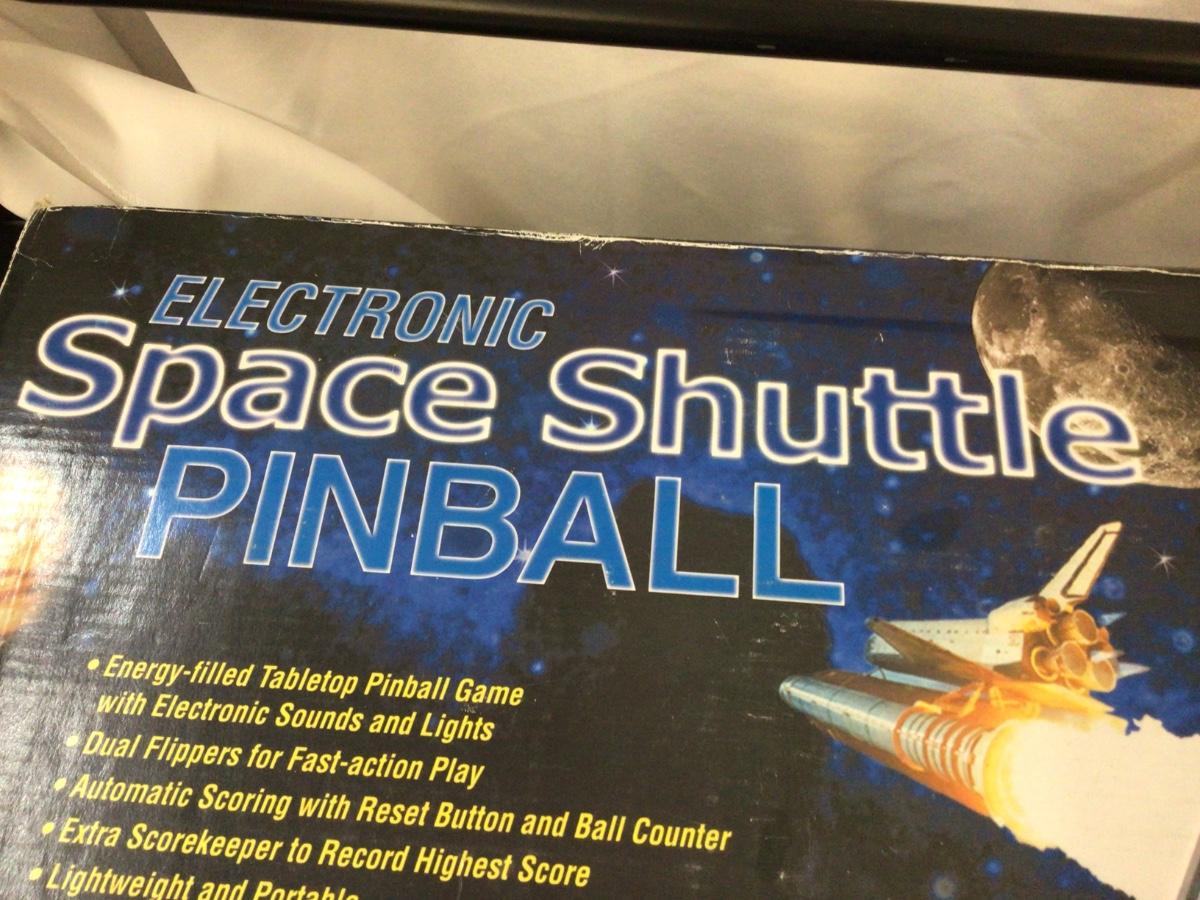 ELECTRONIC
Space Shuttle
PINBALL
• Energy-filled Tabletop Pinball Game
with Electronic Sounds and Lights
• Dual Flippers for Fast-action Play
• Automatic Scoring with Reset Button and Ball Counter
• Extra Scorekeeper to Record Highest Score
• Lightweight and Portable